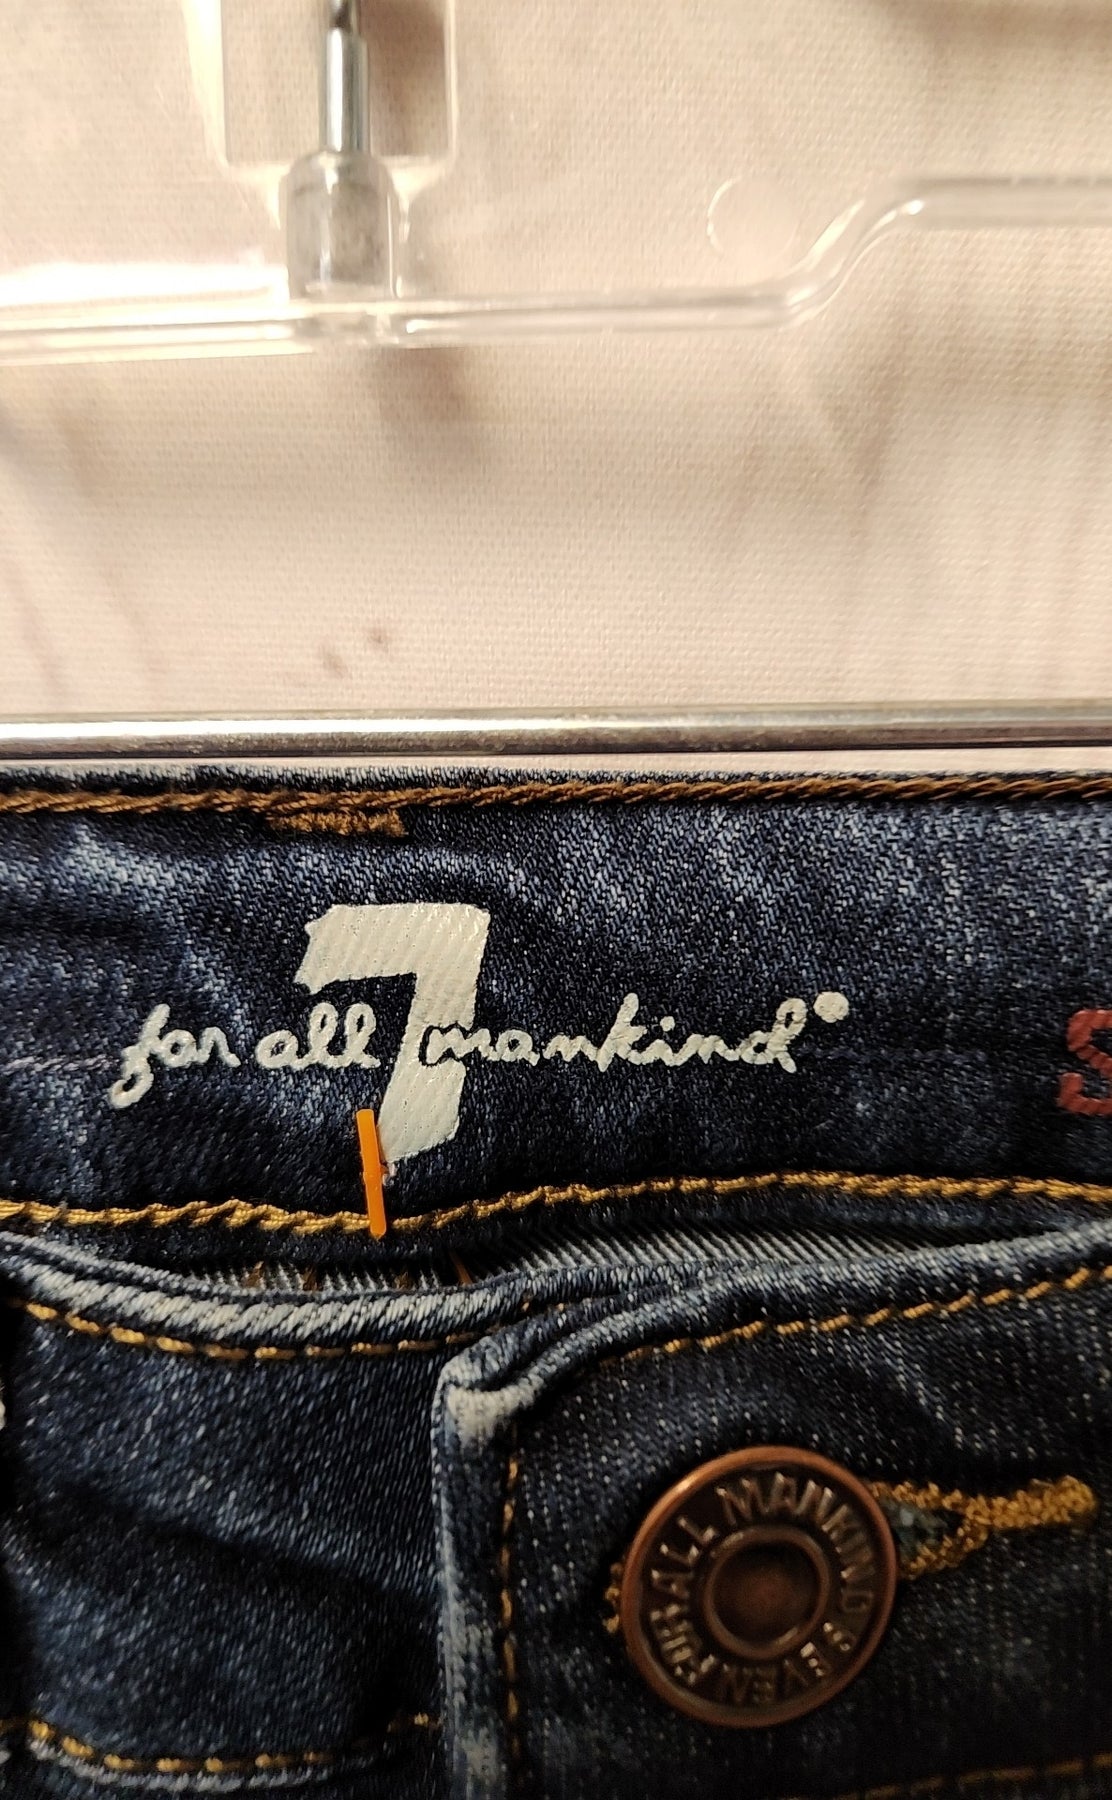 7
for all mankind
S
SEVEN FOR ALL MANKIND